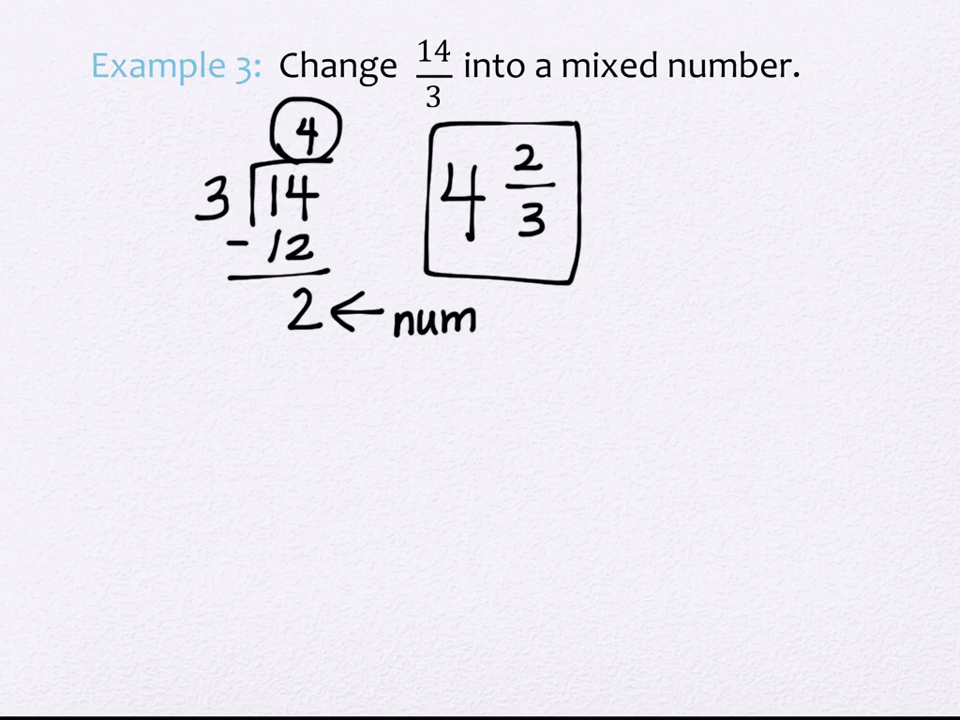 Example 3: Change 14/3 into a mixed number.
4
3 14
- 12
2 ← num
4 2/3